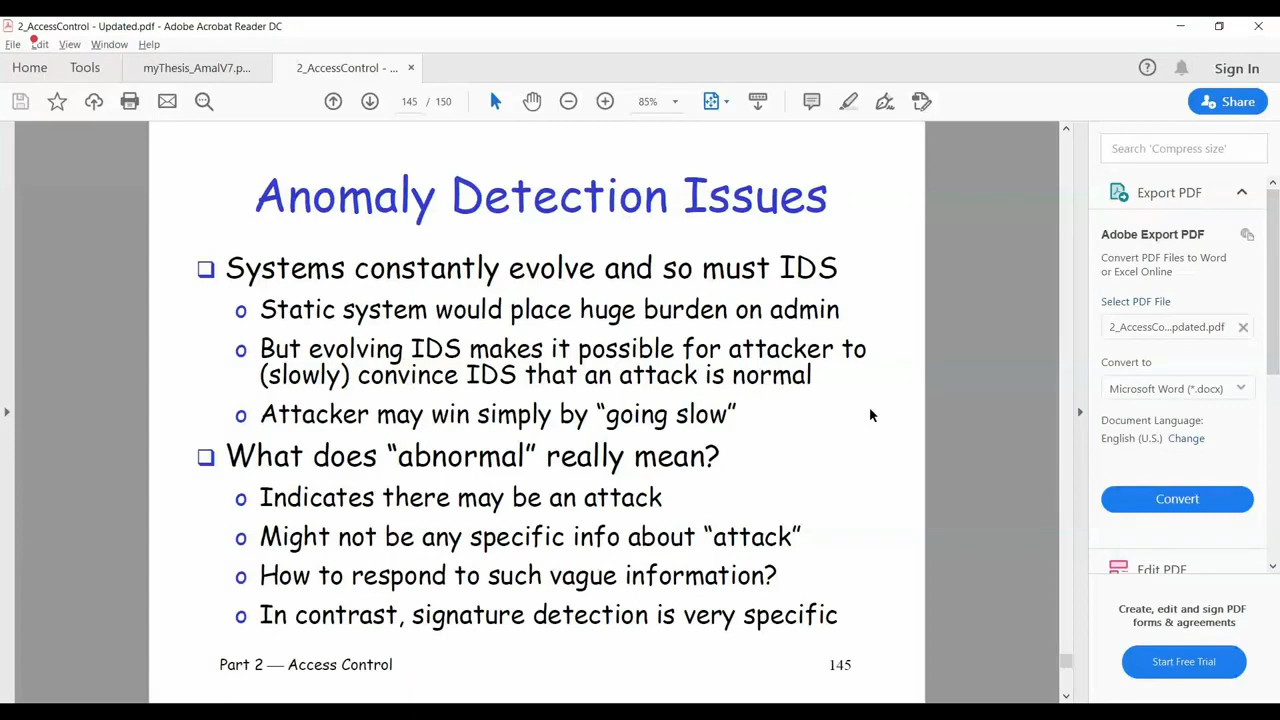 2_AccessControl - Updated.pdf - Adobe Acrobat Reader DC
File Edit View Window Help
Home Tools myThesis_AmalV7.p... 2_AccessControl - ... ×
Sign In
145 / 150 85% Share
Anomaly Detection Issues
Systems constantly evolve and so must IDS
Static system would place huge burden on admin
But evolving IDS makes it possible for attacker to
(slowly) convince IDS that an attack is normal
Attacker may win simply by “going slow”
What does “abnormal” really mean?
Indicates there may be an attack
Might not be any specific info about “attack”
How to respond to such vague information?
In contrast, signature detection is very specific
Part 2 — Access Control 145
Search 'Compress size'
Export PDF
Adobe Export PDF
Convert PDF Files to Word
or Excel Online
Select PDF File
2_AccessCo...pdated.pdf
Convert to
Microsoft Word (*.docx)
Document Language:
English (U.S.) Change
Convert
Edit PDF
Create, edit and sign PDF
forms & agreements
Start Free Trial